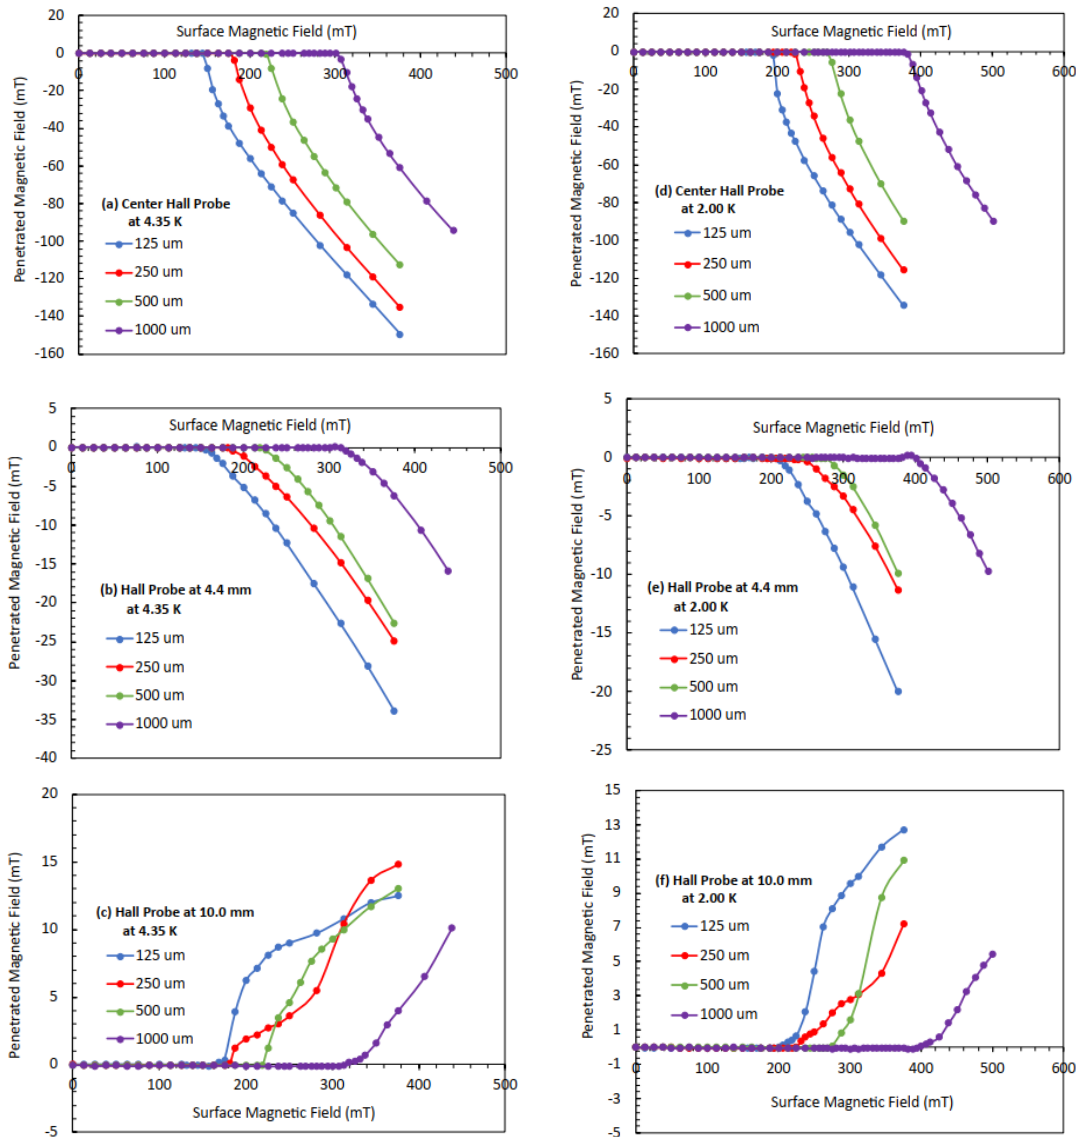 Surface Magnetic Field (mT)
20
0
-20
-40
-60
-80
-100
-120
-140
-160
0 100 200 300 400 500
Penetrated Magnetic Field (mT)
(a) Center Hall Probe
at 4.35 K
125 um
250 um
500 um
1000 um
Surface Magnetic Field (mT)
20
0
-20
-40
-60
-80
-100
-120
-140
-160
0 100 200 300 400 500 600
Penetrated Magnetic Field (mT)
(d) Center Hall Probe
at 2.00 K
125 um
250 um
500 um
1000 um
Surface Magnetic Field (mT)
5
0
-5
-10
-15
-20
-25
-30
-35
-40
0 100 200 300 400 500
Penetrated Magnetic Field (mT)
(b) Hall Probe at 4.4 mm
at 4.35 K
125 um
250 um
500 um
1000 um
Surface Magnetic Field (mT)
5
0
-5
-10
-15
-20
-25
0 100 200 300 400 500 600
Penetrated Magnetic Field (mT)
(e) Hall Probe at 4.4 mm
at 2.00 K
125 um
250 um
500 um
1000 um
20
15
10
5
0
-5
0 100 200 300 400 500
Penetrated Magnetic Field (mT)
(c) Hall Probe at 10.0 mm
at 4.35 K
125 um
250 um
500 um
1000 um
Surface Magnetic Field (mT)
15
13
11
9
7
5
3
1
-1
-3
-5
0 100 200 300 400 500 600
Penetrated Magnetic Field (mT)
(f) Hall Probe at 10.0 mm
at 2.00 K
125 um
250 um
500 um
1000 um
Surface Magnetic Field (mT)